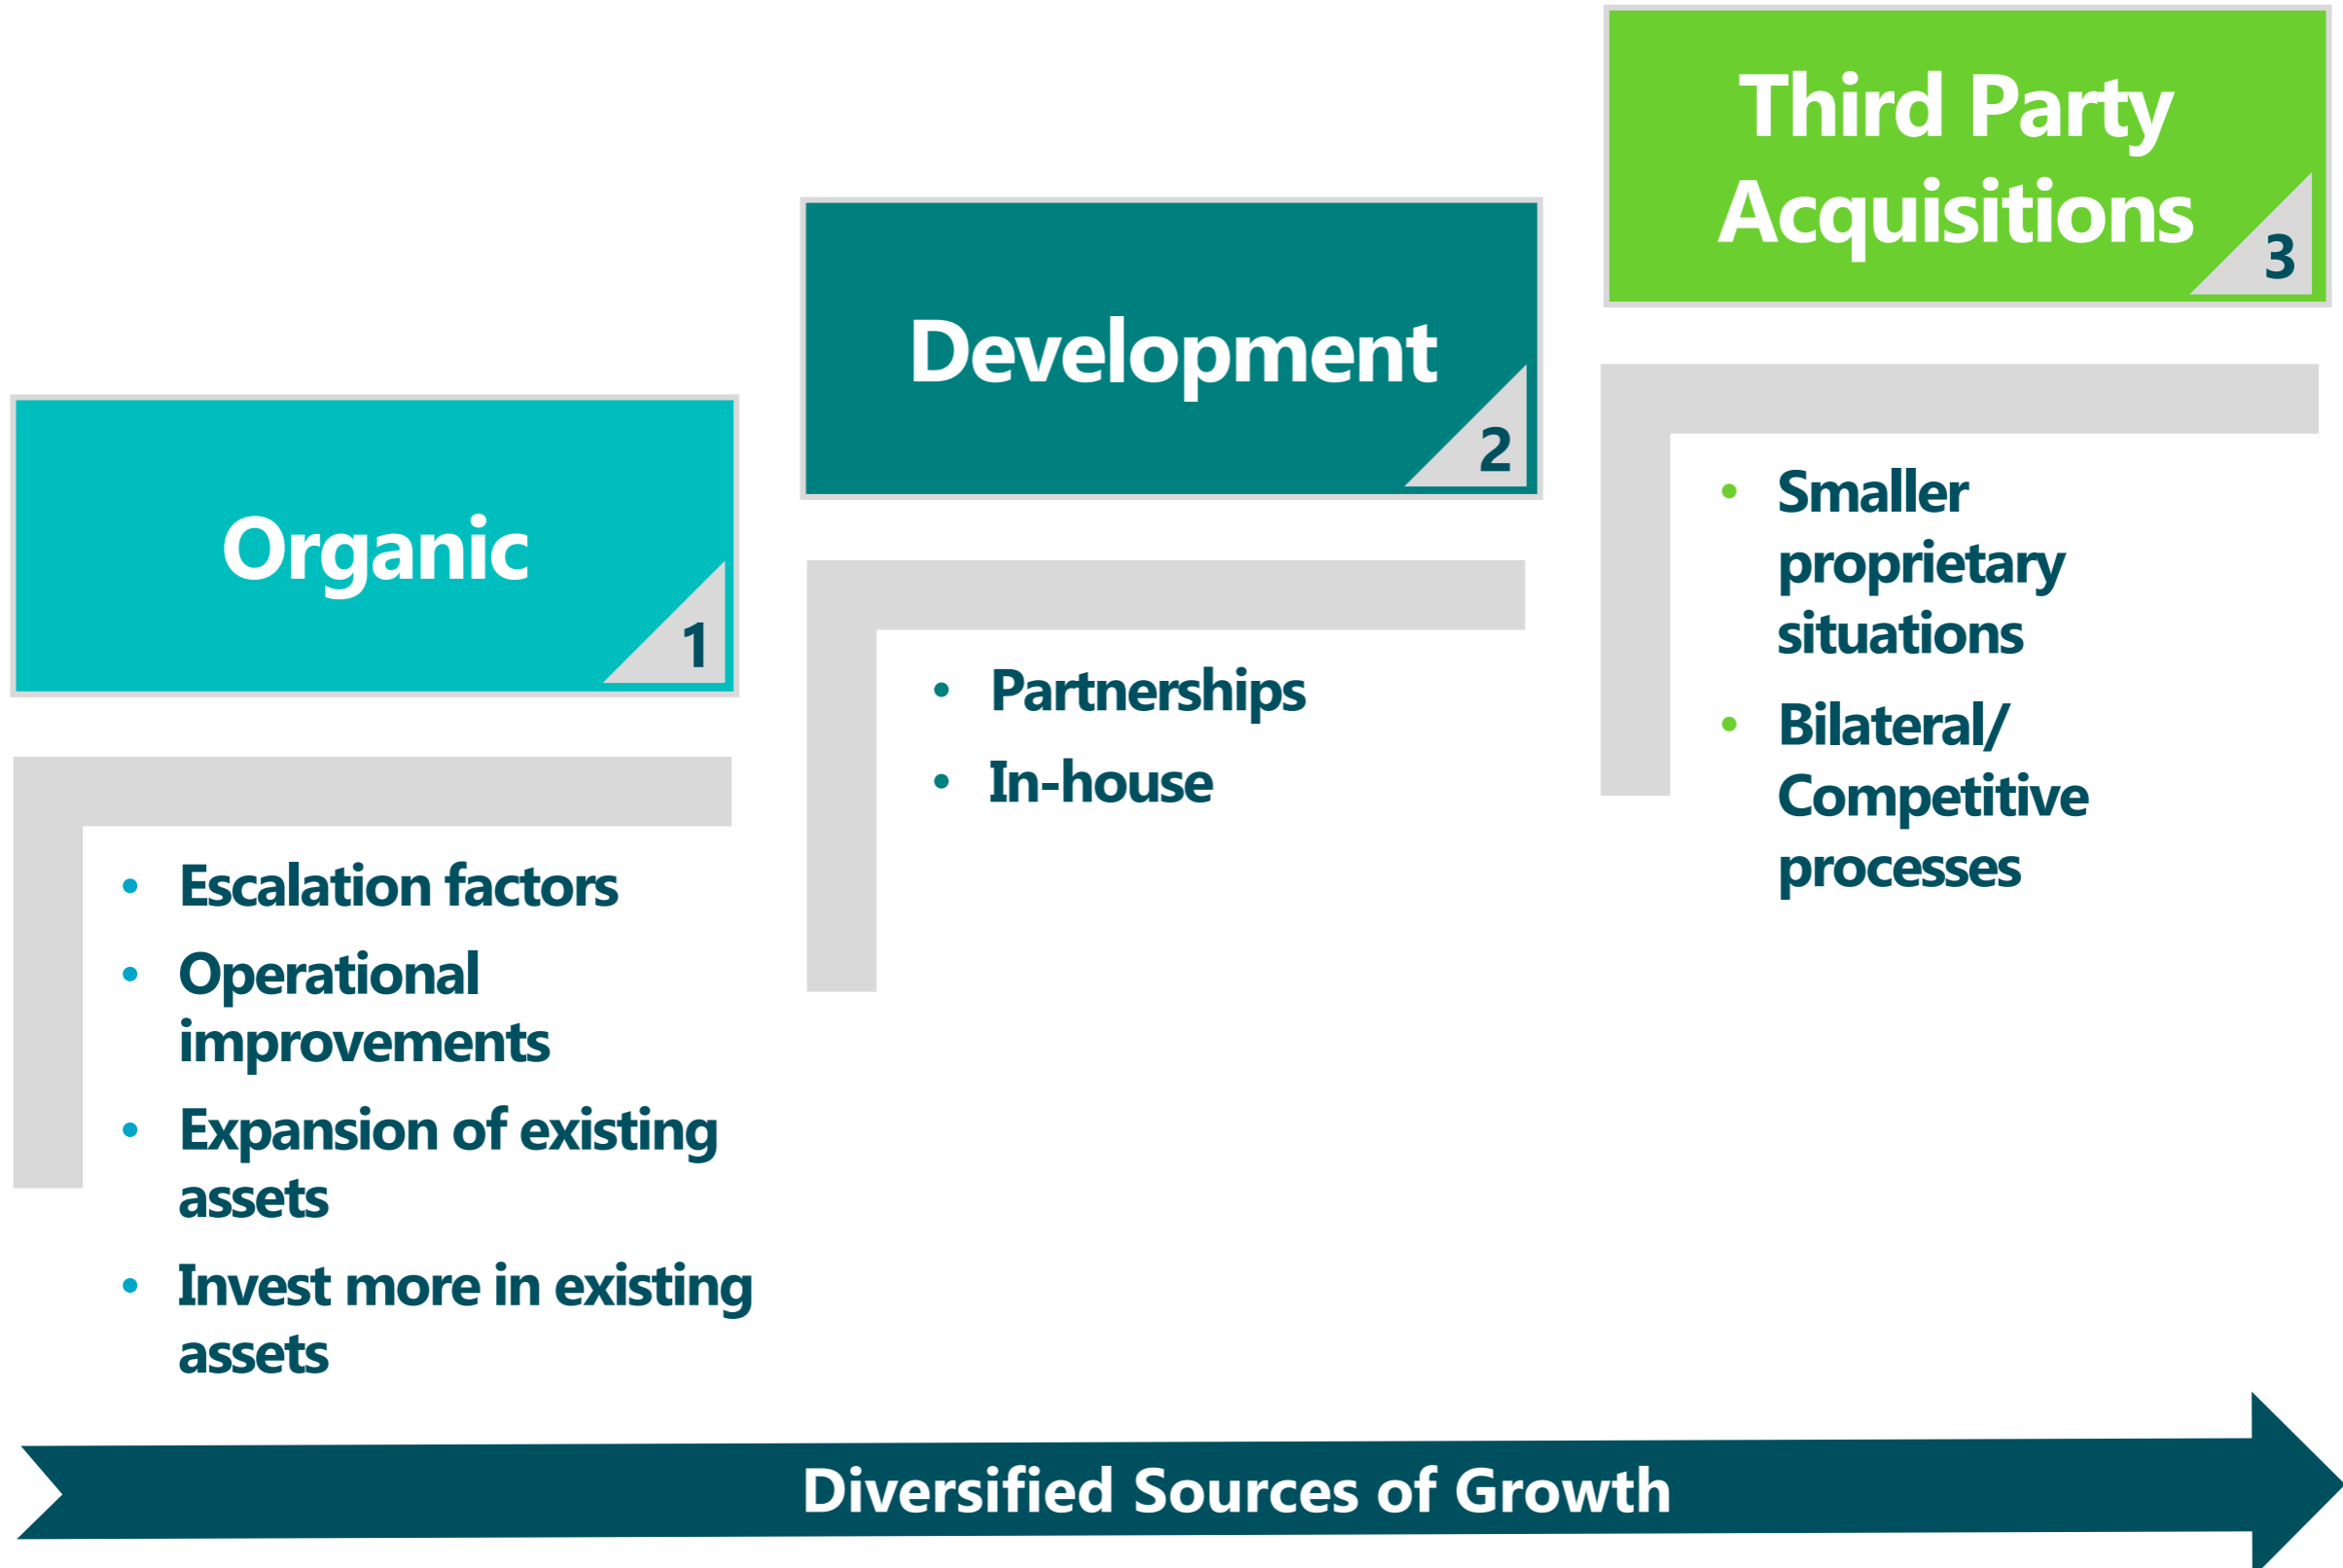 Organic
1
• Escalation factors
• Operational
improvements
• Expansion of existing
assets
• Invest more in existing
assets
Development
2
• Partnerships
• In-house
Third Party
Acquisitions
3
• Smaller
proprietary
situations
• Bilateral/
Competitive
processes
Diversified Sources of Growth